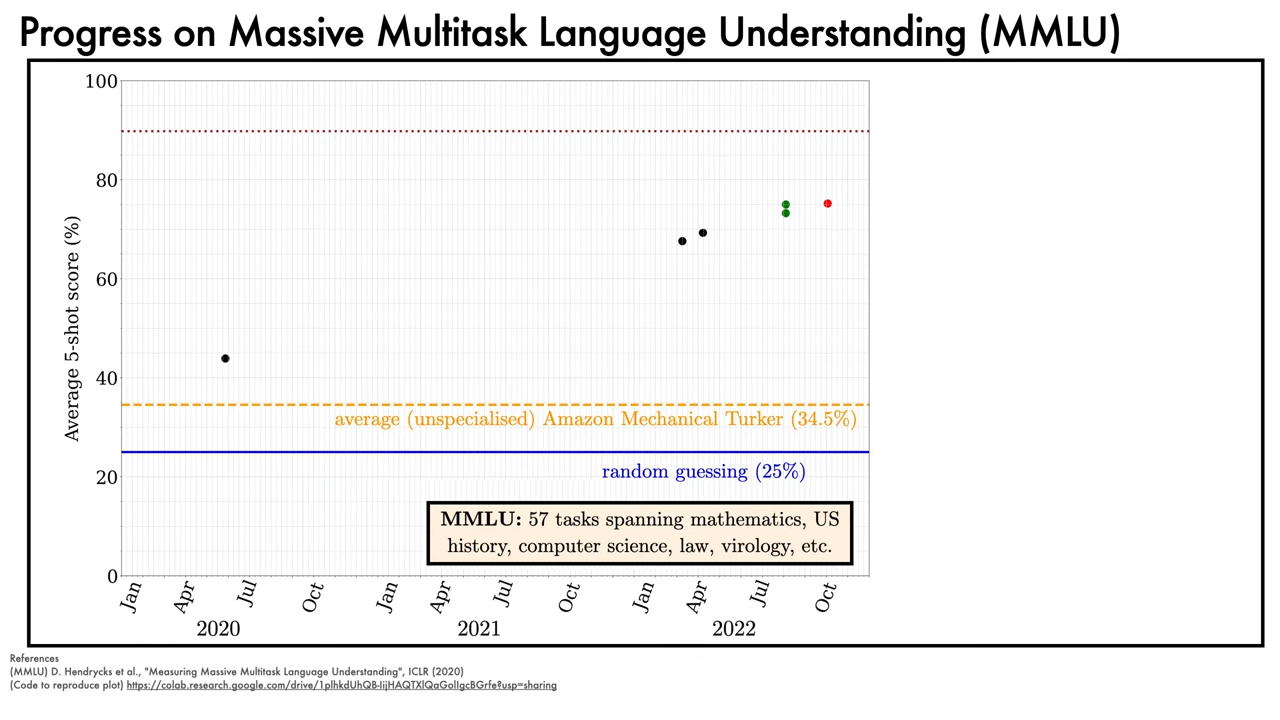 Progress on Massive Multitask Language Understanding (MMLU)
100
80
60
40
20
0
Average 5-shot score (%)
average (unspecialised) Amazon Mechanical Turker (34.5%)
random guessing (25%)
MMLU: 57 tasks spanning mathematics, US
history, computer science, law, virology, etc.
Jan Apr Jul Oct Jan Apr Jul Oct Jan Apr Jul Oct
2020 2021 2022
References
(MMLU) D. Hendrycks et al., "Measuring Massive Multitask Language Understanding", ICLR (2020)
(Code to reproduce plot)